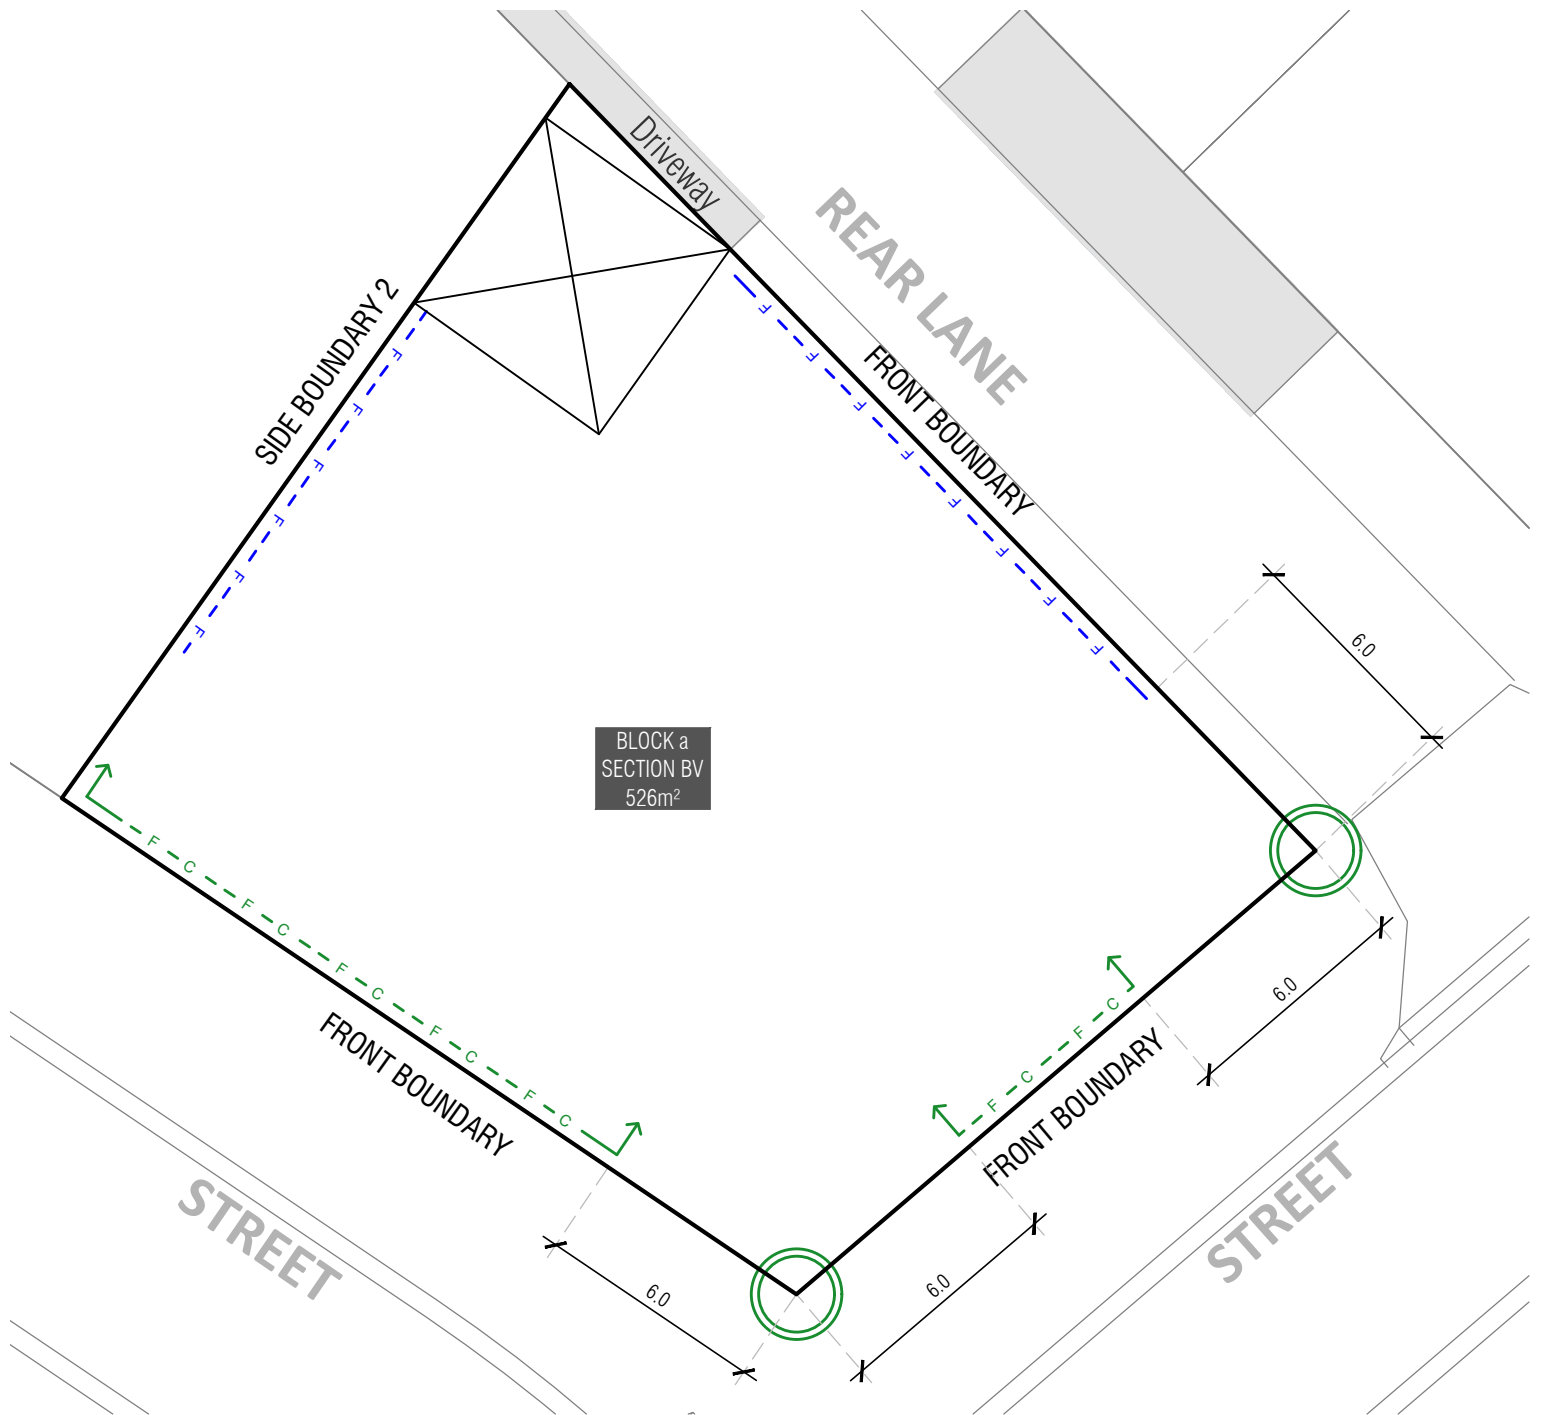 Driveway
REAR LANE
SIDE BOUNDARY 2
F
F
F
F
F
F
FRONT BOUNDARY
F
F
F
F
F
F
F
F
6.0
BLOCK a
SECTION BV
526m²
F
C
F
C
F
C
F
C
F
C
FRONT BOUNDARY
C
F
C
F
FRONT BOUNDARY
6.0
STREET
6.0
6.0
STREET